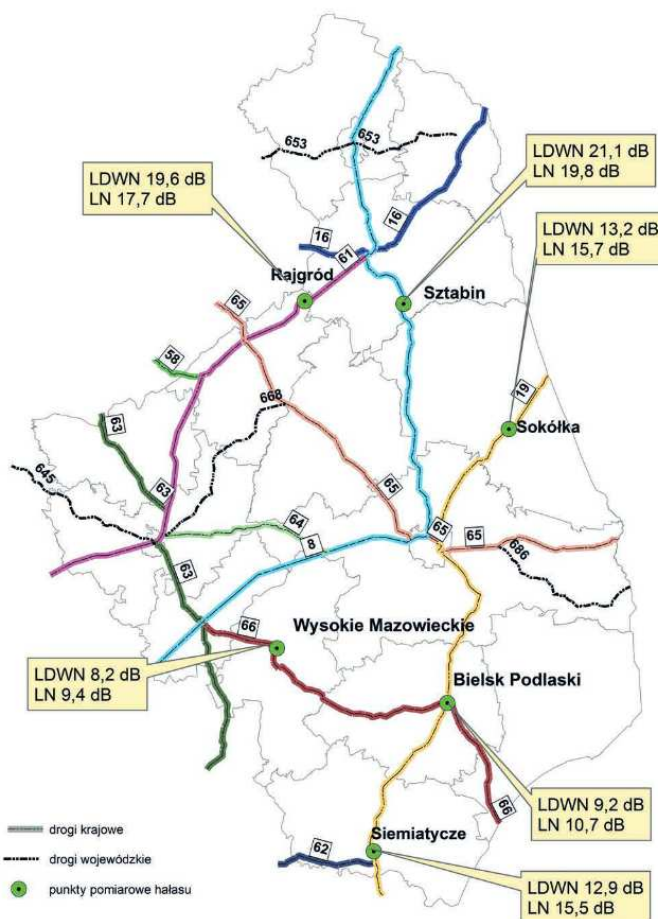 653
653
LDWN 19,6 dB
LN 17,7 dB
LDWN 21,1 dB
LN 19,8 dB
LDWN 13,2 dB
LN 15,7 dB
16
16
61
Rajgród
Sztabin
65
58
19
668
63
Sokółka
645
63
65
64
8
65
65
686
63
66
Wysokie Mazowieckie
LDWN 8,2 dB
LN 9,4 dB
Bielsk Podlaski
LDWN 9,2 dB
LN 10,7 dB
66
drogi krajowe
Siemiatycze
drogi wojewódzkie
62
punkty pomiarowe hałasu
LDWN 12,9 dB
LN 15,5 dB